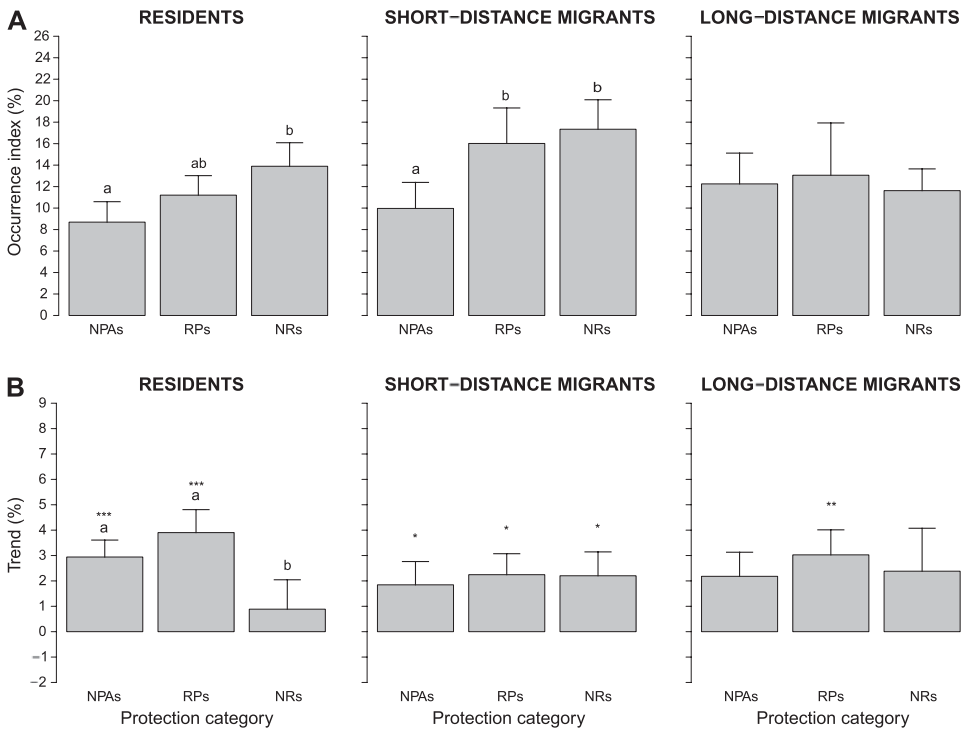 A
RESIDENTS
SHORT−DISTANCE MIGRANTS
LONG−DISTANCE MIGRANTS
Occurrence index (%)
26
24
22
20
18
16
14
12
10
8
6
4
2
0
a
ab
b
a
b
b
NPAs
RPs
NRs
NPAs
RPs
NRs
NPAs
RPs
NRs
B
RESIDENTS
SHORT−DISTANCE MIGRANTS
LONG−DISTANCE MIGRANTS
Trend (%)
9
8
7
6
5
4
3
2
1
0
−1
−2
***
a
***
a
b
*
*
*
**
NPAs
RPs
NRs
NPAs
RPs
NRs
NPAs
RPs
NRs
Protection category
Protection category
Protection category